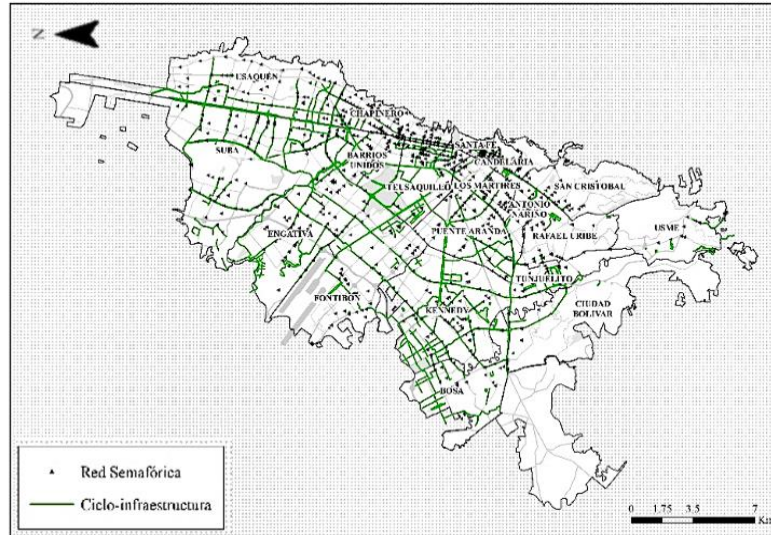 N
USAQUÉN
CHAPINERO
SUBA
BARRIOS
UNIDOS
SANTA FE
CANDELARIA
TEUSAQUILLO
LOS MARTIRES
SAN CRISTOBAL
ANTONIO
NARIÑO
ENGATIVA
PUENTE ARANDA
RAFAEL URIBE
USME
TUNJUELITO
FONTIBON
KENNEDY
CIUDAD
BOLIVAR
BOSA
Red Semafórica
Ciclo-infraestructura
0 1.75 3.5 7
Km